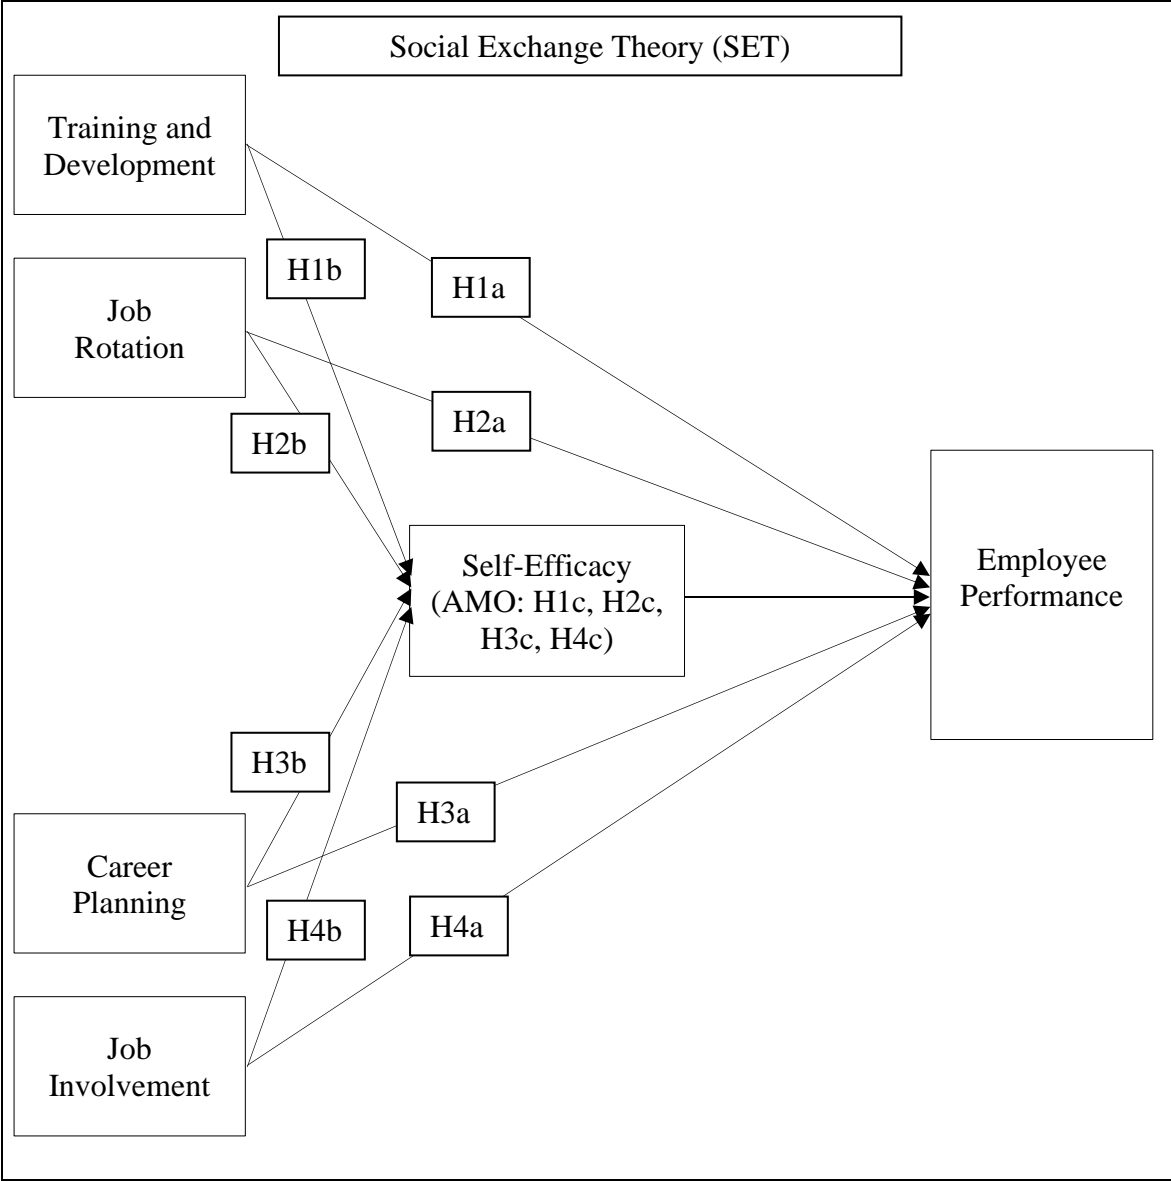 Social Exchange Theory (SET)
Training and
Development
H1b
H1a
Job
Rotation
H2a
H2b
Self-Efficacy
(AMO: H1c, H2c,
H3c, H4c)
Employee
Performance
H3b
H3a
Career
Planning
H4b
H4a
Job
Involvement